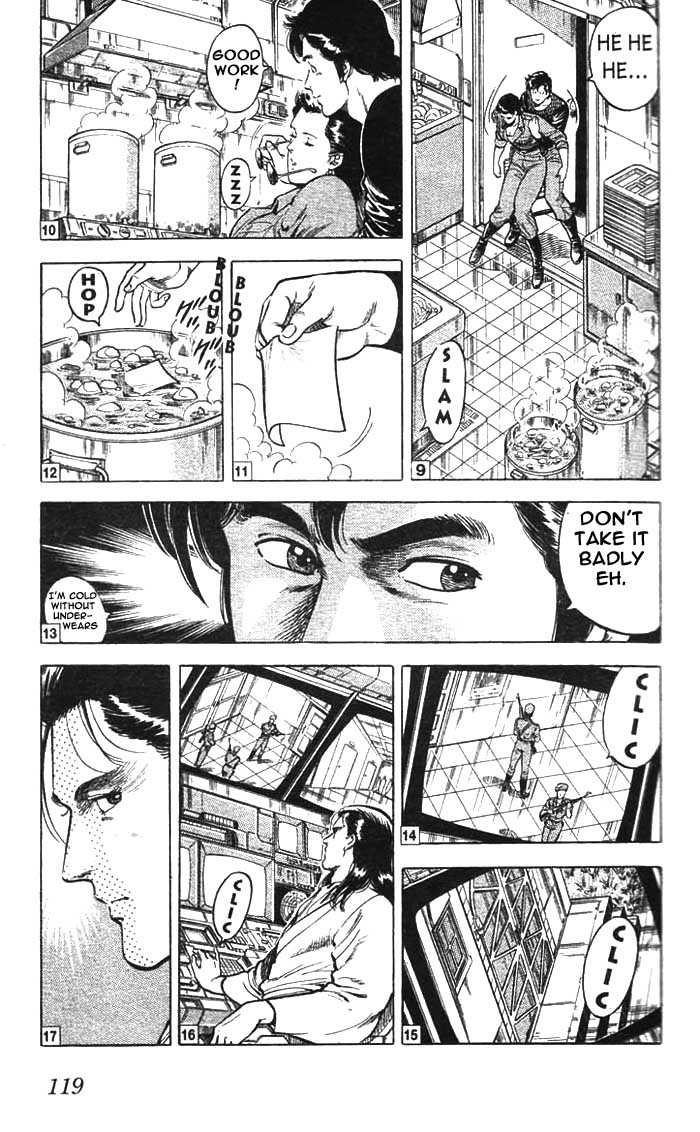 HE HE
HE...
SLAM
9
GOOD
WORK
!
ZZZ
10
BLOUB
BLOUB
11
HOP
12
DON'T
TAKE IT
BADLY
EH.
I'M COLD
WITHOUT
UNDER-
WEARS
13
CLIC
14
CLIC
15
CLIC
16
17
119